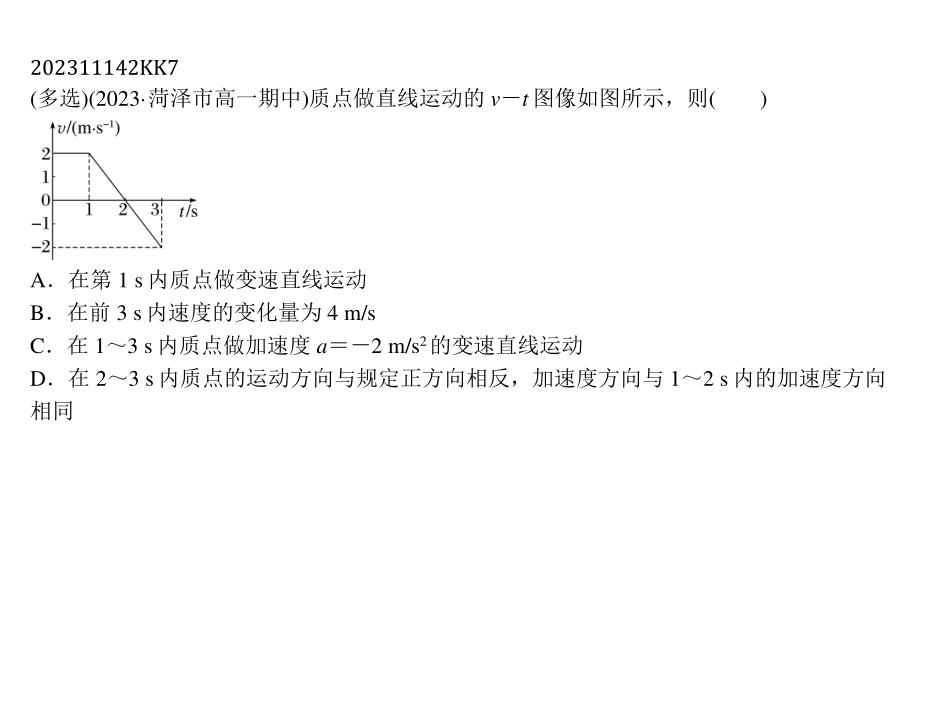 202311142KK7
(多选)(2023·菏泽市高一期中)质点做直线运动的 v－t 图像如图所示，则(　　)
v/(m·s⁻¹)
2
1
0
1 2 3 t/s
−1
−2
A．在第 1 s 内质点做变速直线运动
B．在前 3 s 内速度的变化量为 4 m/s
C．在 1～3 s 内质点做加速度 a＝－2 m/s²的变速直线运动
D．在 2～3 s 内质点的运动方向与规定正方向相反，加速度方向与 1～2 s 内的加速度方向
相同